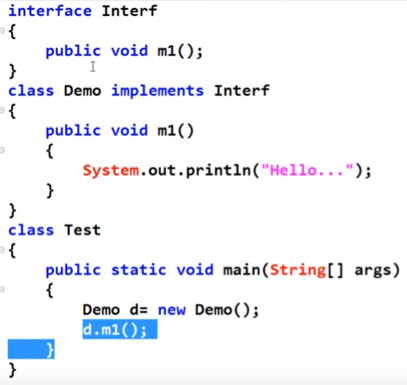 interface Interf
{
    public void m1();
}
class Demo implements Interf
{
    public void m1()
    {
        System.out.println("Hello...");
    }
}
class Test
{
    public static void main(String[] args)
    {
        Demo d= new Demo();
        d.m1();
    }
}